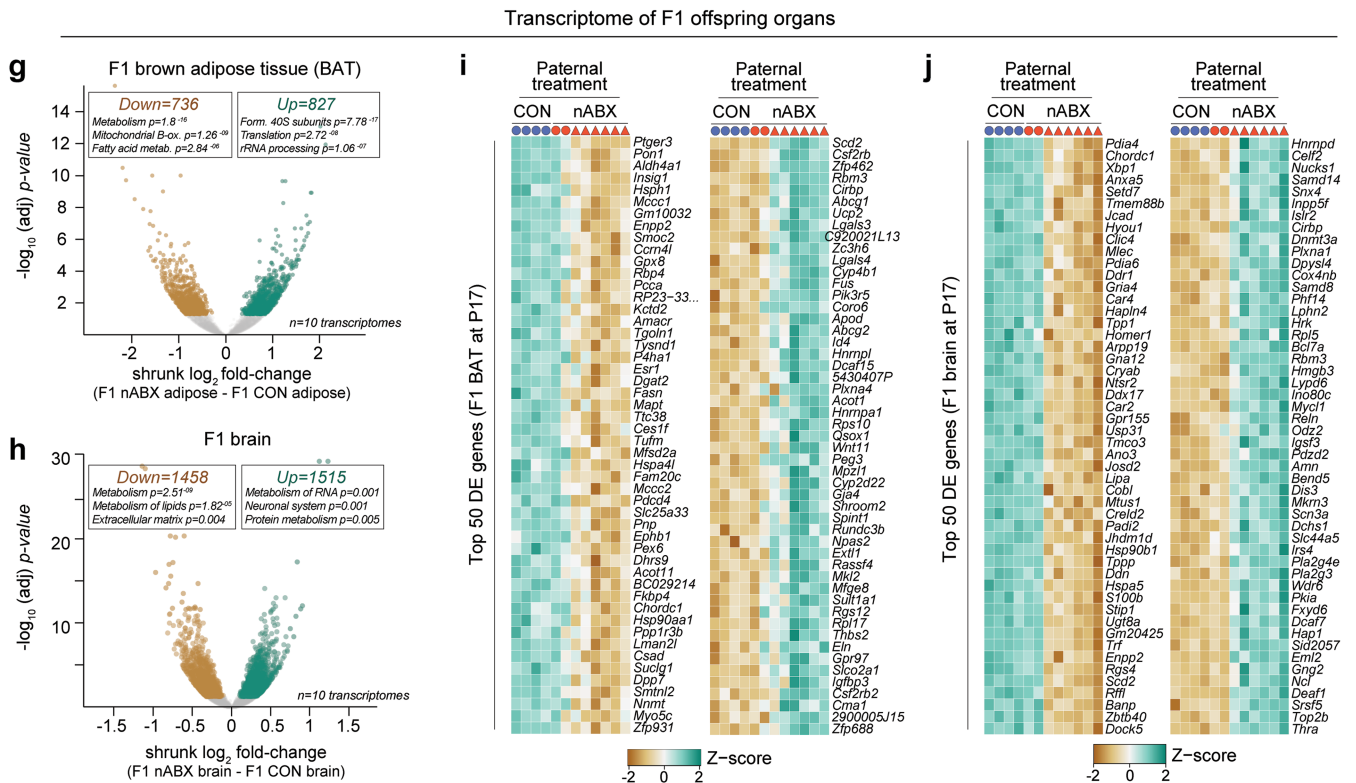 Transcriptome of F1 offspring organs
g
F1 brown adipose tissue (BAT)
Down=736
Metabolism p=1.8 -16
Mitochondrial B-ox. p=1.26 -09
Fatty acid metab. p=2.84 -06
Up=827
Form. 40S subunits p=7.78 -17
Translation p=2.72 -08
rRNA processing p=1.06 -07
-log10 (adj) p-value
14
12
10
8
6
4
2
n=10 transcriptomes
-2 -1 0 1 2
shrunk log2 fold-change
(F1 nABX adipose - F1 CON adipose)
h
F1 brain
Down=1458
Metabolism p=2.51-09
Metabolism of lipids p=1.82-05
Extracellular matrix p=0.004
Up=1515
Metabolism of RNA p=0.001
Neuronal system p=0.001
Protein metabolism p=0.005
-log10 (adj) p-value
30
20
10
n=10 transcriptomes
-1.5 -1 -0.5 0 0.5 1 1.5
shrunk log2 fold-change
(F1 nABX brain - F1 CON brain)
i
Top 50 DE genes (F1 BAT at P17)
Paternal
treatment
CON nABX
Ptger3
Pon1
Aldh4a1
Insig1
Hsph1
Mccc1
Gm10032
Enpp2
Smoc2
Ccrn4l
Gpx8
Rbp4
Pcca
RP23−33...
Kctd2
Amacr
Tgoln1
Tysnd1
P4ha1
Esr1
Dgat2
Fasn
Mapt
Ttc38
Ces1f
Tufm
Mfsd2a
Hspa4l
Fam20c
Mccc2
Pdcd4
Slc25a33
Pnp
Ephb1
Pex6
Dhrs9
Acot11
BC029214
Fkbp4
Chordc1
Hsp90aa1
Ppp1r3b
Lman2l
Csad
Suclg1
Dpp7
Smtnl2
Nnmt
Myo5c
Zfp931
Paternal
treatment
CON nABX
Scd2
Csf2rb
Zfp462
Rbm3
Cirbp
Abcg1
Ucp2
Lgals3
C920021L13
Zc3h6
Lgals4
Cyp4b1
Fus
Pik3r5
Coro6
Apod
Abcg2
Id4
Hnrnpl
Dcaf15
5430407P
Plxna4
Acot1
Hnrnpa1
Rps10
Qsox1
Wnt11
Peg3
Mpzl1
Cyp2d22
Gja4
Shroom2
Spint1
Rundc3b
Npas2
Extl1
Rassf4
Mkl2
Mfge8
Sult1a1
Rgs12
Rpl17
Thbs2
Eln
Gpr97
Slco2a1
Igfbp3
Csf2rb2
Cma1
2900005J15
Zfp688
-2 0 2
Z−score
j
Top 50 DE genes (F1 brain at P17)
Paternal
treatment
CON nABX
Pdia4
Chordc1
Xbp1
Anxa5
Setd7
Tmem88b
Jcad
Hyou1
Clic4
Mlec
Pdia6
Ddr1
Gria4
Car4
Hapln4
Tpp1
Homer1
Arpp19
Gna12
Cryab
Ntsr2
Ddx17
Car2
Gpr155
Usp31
Tmco3
Ano3
Josd2
Lipa
Cobl
Mtus1
Creld2
Padi2
Jhdm1d
Hsp90b1
Tppp
Ddn
Hspa5
S100b
Stip1
Ugt8a
Gm20425
Trf
Enpp2
Rgs4
Scd2
Rffl
Banp
Zbtb40
Dock5
Paternal
treatment
CON nABX
Hnrnpd
Celf2
Nucks1
Samd14
Snx4
Inpp5f
Islr2
Cirbp
Dnmt3a
Plxna1
Dpysl4
Cox4nb
Samd8
Phf14
Lphn2
Hrk
Rpl5
Bcl7a
Rbm3
Hmgb3
Lypd6
Ino80c
Mycl1
Reln
Odz2
Igsf3
Pdzd2
Amn
Bend5
Dis3
Mkrn3
Scn3a
Dchs1
Slc44a5
Irs4
Pla2g4e
Pla2g3
Wdr6
Pkia
Fxyd6
Dcaf7
Hap1
Sid2057
Eml2
Gng2
Ncl
Deaf1
Srsf5
Top2b
Thra
-2 0 2
Z−score